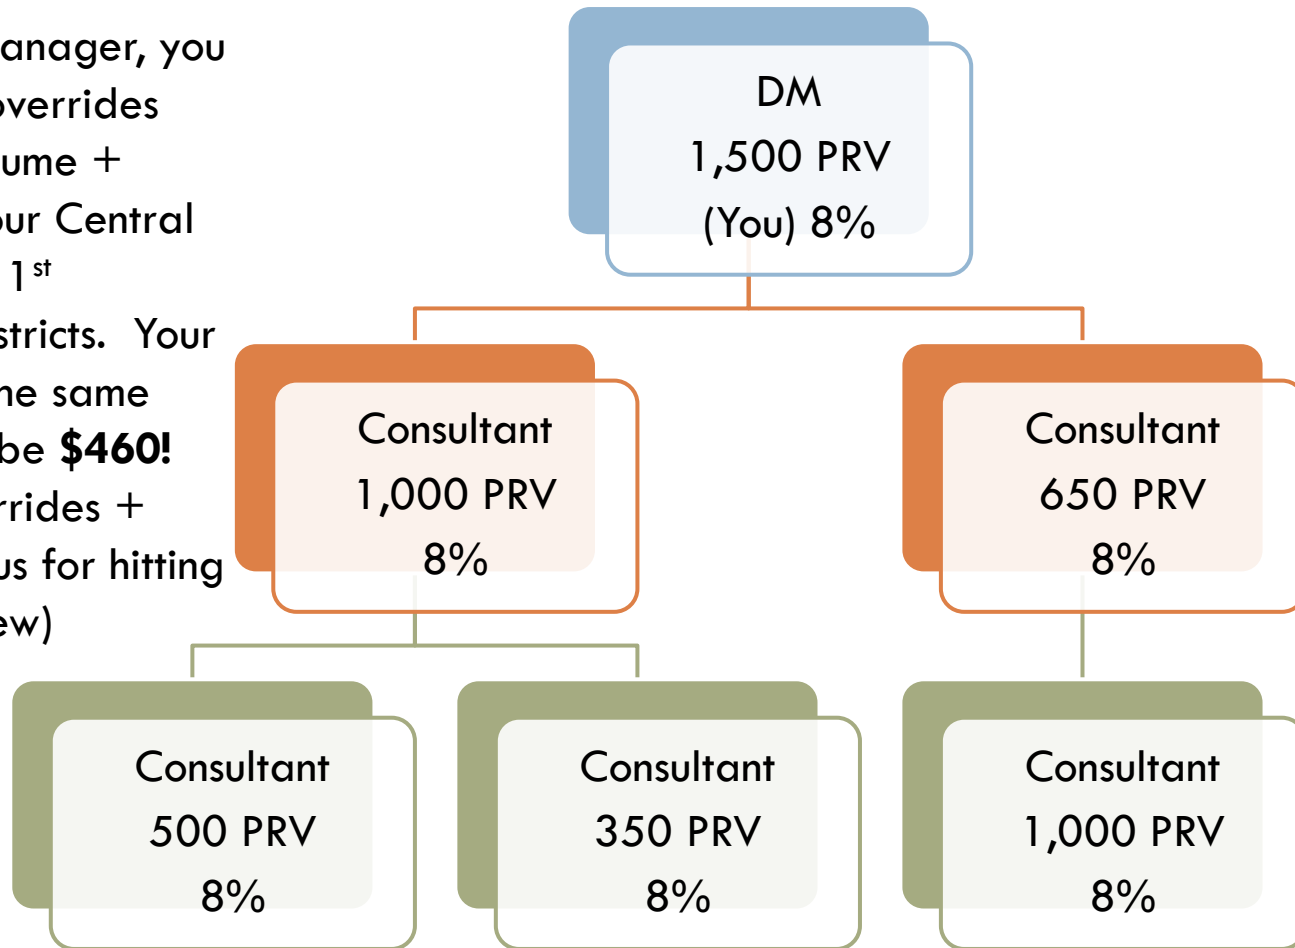 anager, you
overrides
ume +
our Central
1st
stricts. Your
he same
be $460!
rrides +
us for hitting
ew)
DM
1,500 PRV
(You) 8%
Consultant
1,000 PRV
8%
Consultant
650 PRV
8%
Consultant
500 PRV
8%
Consultant
350 PRV
8%
Consultant
1,000 PRV
8%